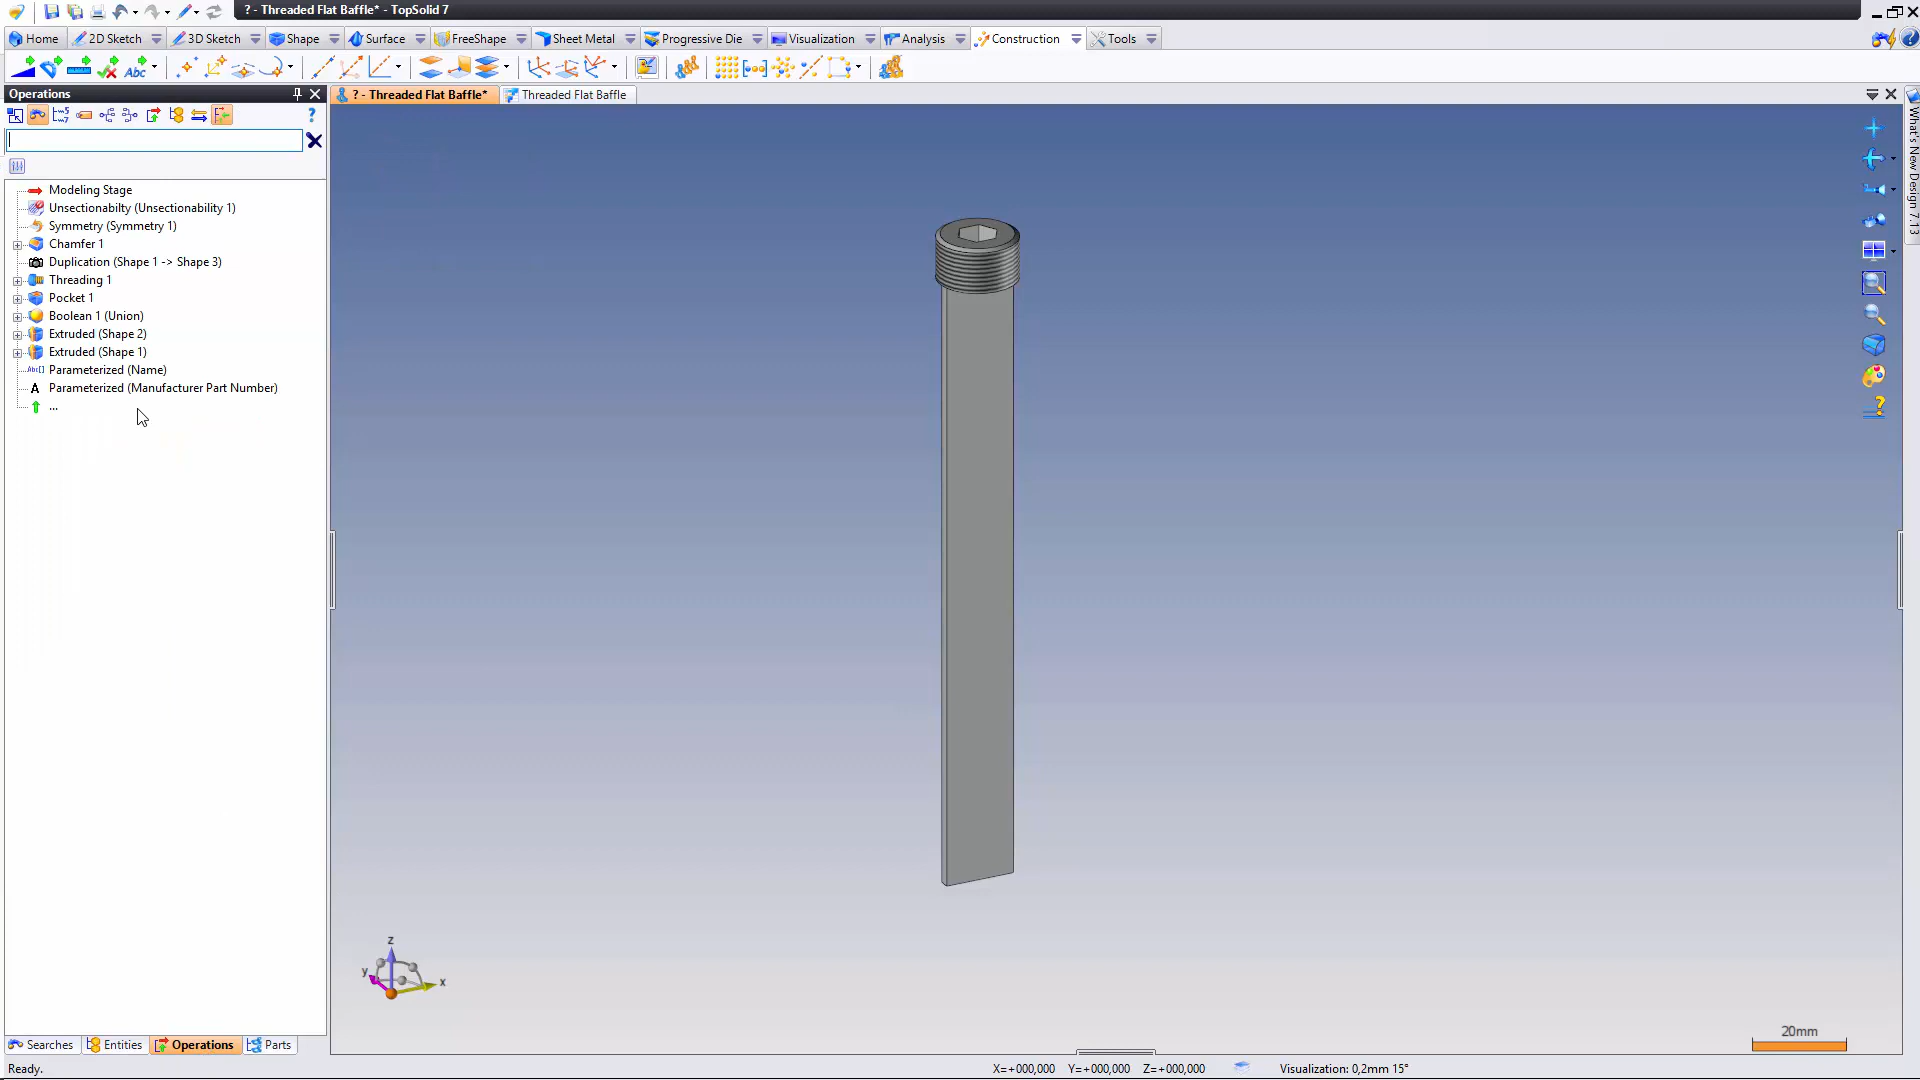 ? - Threaded Flat Baffle* - TopSolid 7
Home 2D Sketch 3D Sketch Shape Surface FreeShape Sheet Metal Progressive Die Visualization Analysis Construction Tools
Abc
Operations
? - Threaded Flat Baffle* Threaded Flat Baffle
What's New Design 7.13
Modeling Stage
Unsectionabilty (Unsectionability 1)
Symmetry (Symmetry 1)
Chamfer 1
Duplication (Shape 1 -> Shape 3)
Threading 1
Pocket 1
Boolean 1 (Union)
Extruded (Shape 2)
Extruded (Shape 1)
Parameterized (Name)
A Parameterized (Manufacturer Part Number)
...
z
y
x
20mm
Searches Entities Operations Parts
Ready.
X=+000,000 Y=+000,000 Z=+000,000 Visualization: 0,2mm 15°